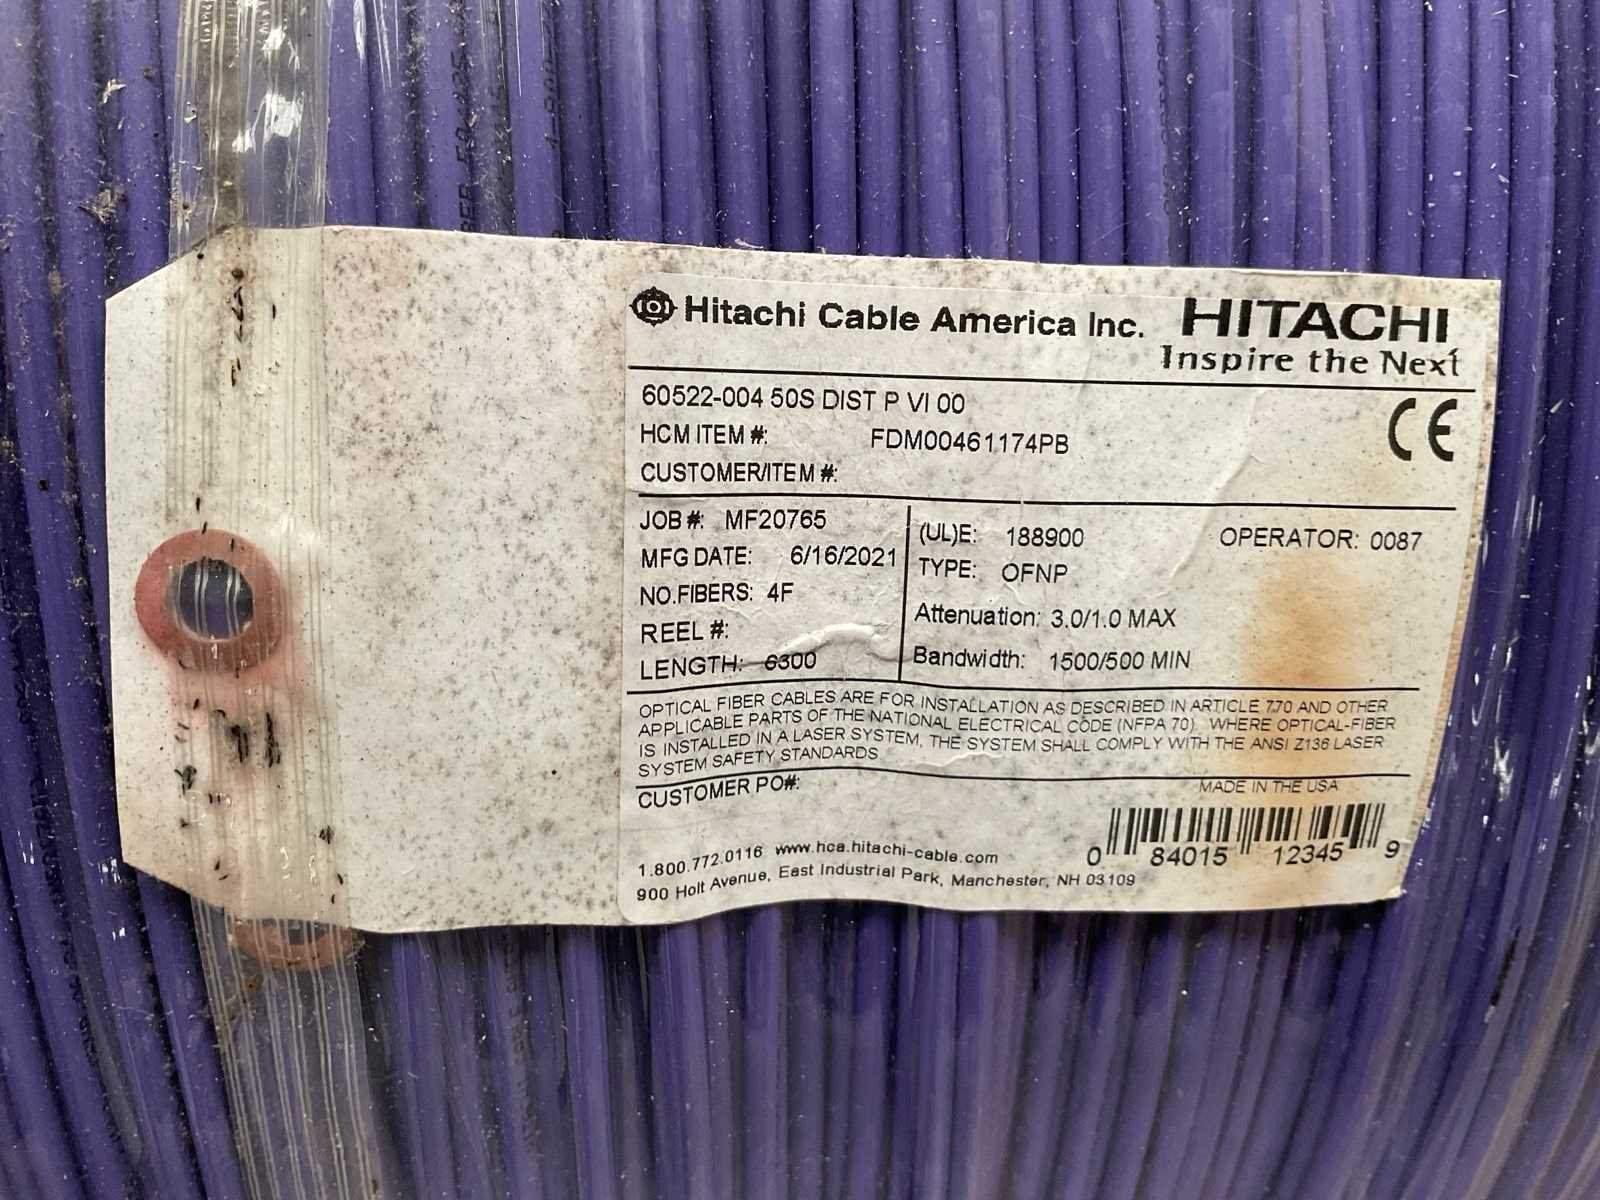 Hitachi Cable America Inc.
HITACHI
Inspire the Next
60522-004 50S DIST P VI 00
HCM ITEM #: FDM00461174PB
CUSTOMER/ITEM #:
JOB #: MF20765
MFG DATE: 6/16/2021
NO.FIBERS: 4F
REEL #:
LENGTH: 6300
(UL)E: 188900 OPERATOR: 0087
TYPE: OFNP
Attenuation: 3.0/1.0 MAX
Bandwidth: 1500/500 MIN
OPTICAL FIBER CABLES ARE FOR INSTALLATION AS DESCRIBED IN ARTICLE 770 AND OTHER
APPLICABLE PARTS OF THE NATIONAL ELECTRICAL CODE (NFPA 70) WHERE OPTICAL-FIBER
IS INSTALLED IN A LASER SYSTEM, THE SYSTEM SHALL COMPLY WITH THE ANSI Z136 LASER
SYSTEM SAFETY STANDARDS
CUSTOMER PO#:
MADE IN THE USA
0 84015 12345 9
1.800.772.0116 www.hca.hitachi-cable.com
900 Holt Avenue, East Industrial Park, Manchester, NH 03109
CE